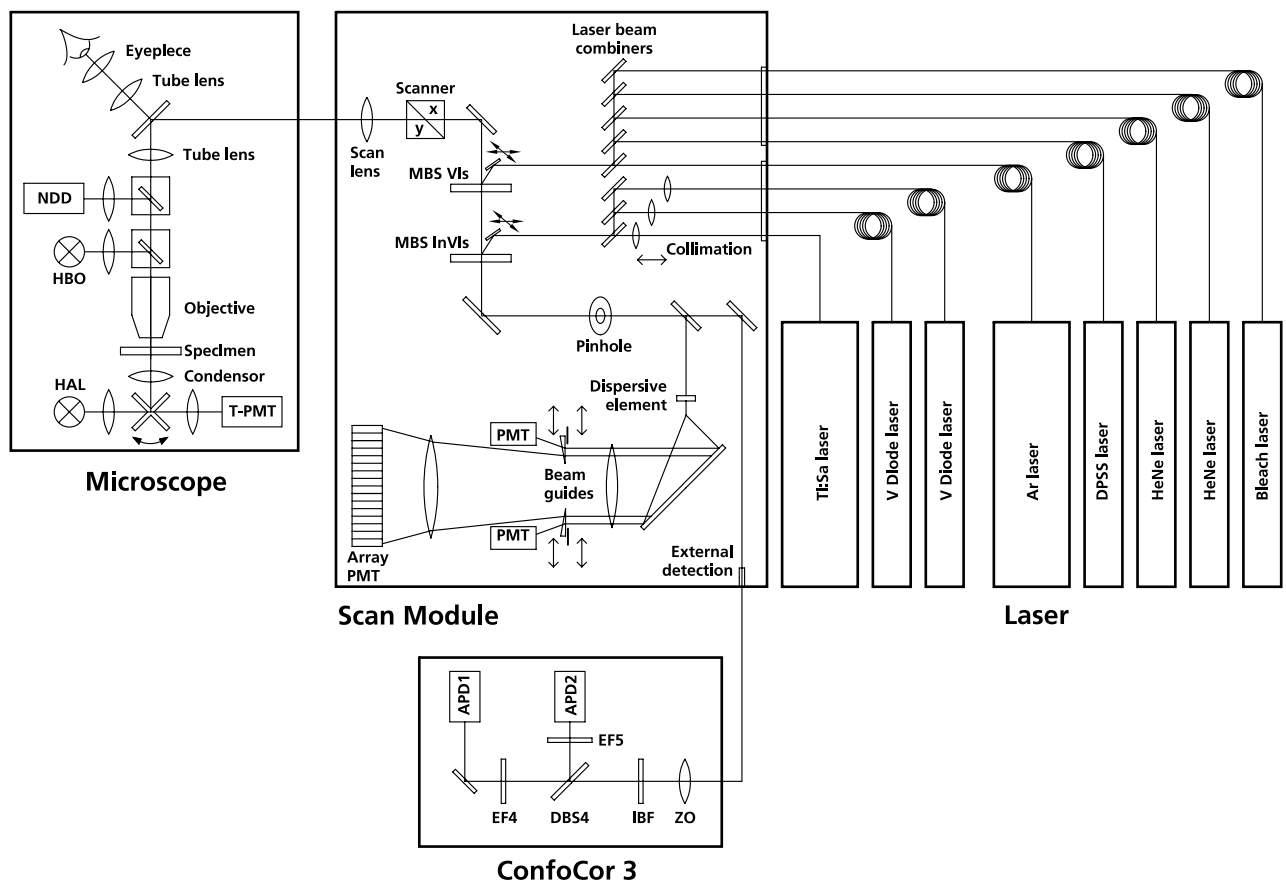 Eyepiece
Tube lens
Tube lens
NDD
HBO
Objective
Specimen
Condensor
HAL
T-PMT
Microscope
Laser beam
combiners
Scanner
x
y
Scan
lens
MBS VIs
MBS InVIs
Collimation
Pinhole
Dispersive
element
PMT
Beam
guides
PMT
Array
PMT
External
detection
Scan Module
TI:Sa laser
V Diode laser
V Diode laser
Ar laser
DPSS laser
HeNe laser
HeNe laser
Bleach laser
Laser
APD1
APD2
EF5
EF4
DBS4
IBF
ZO
ConfoCor 3